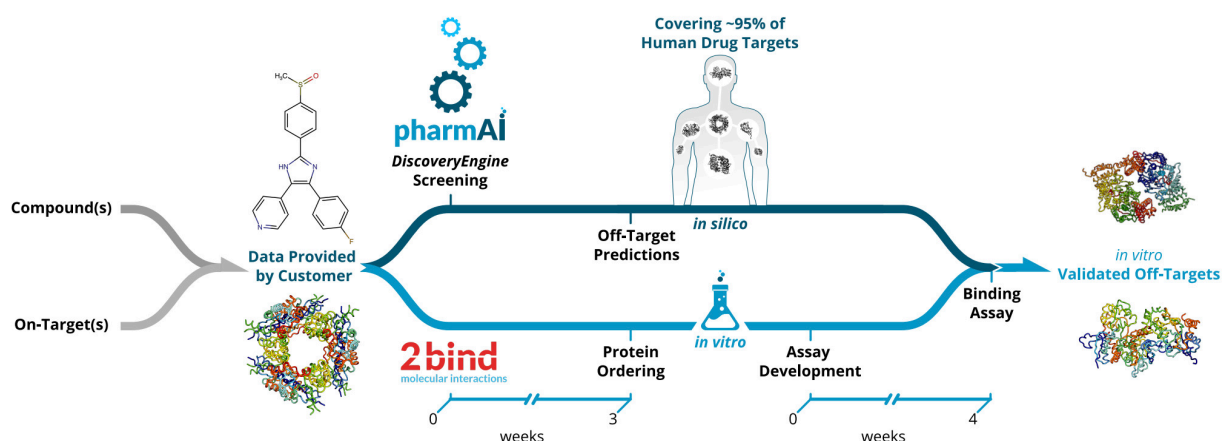 Covering ~95% of
Human Drug Targets
H₃C
S
O
HN
N
N
F
pharmAI
DiscoveryEngine
Screening
Compound(s)
in silico
Off-Target
Predictions
Data Provided
by Customer
in vitro
Validated Off-Targets
Binding
Assay
On-Target(s)
2bind
molecular interactions
Protein
Ordering
in vitro
Assay
Development
0
3
weeks
0
4
weeks